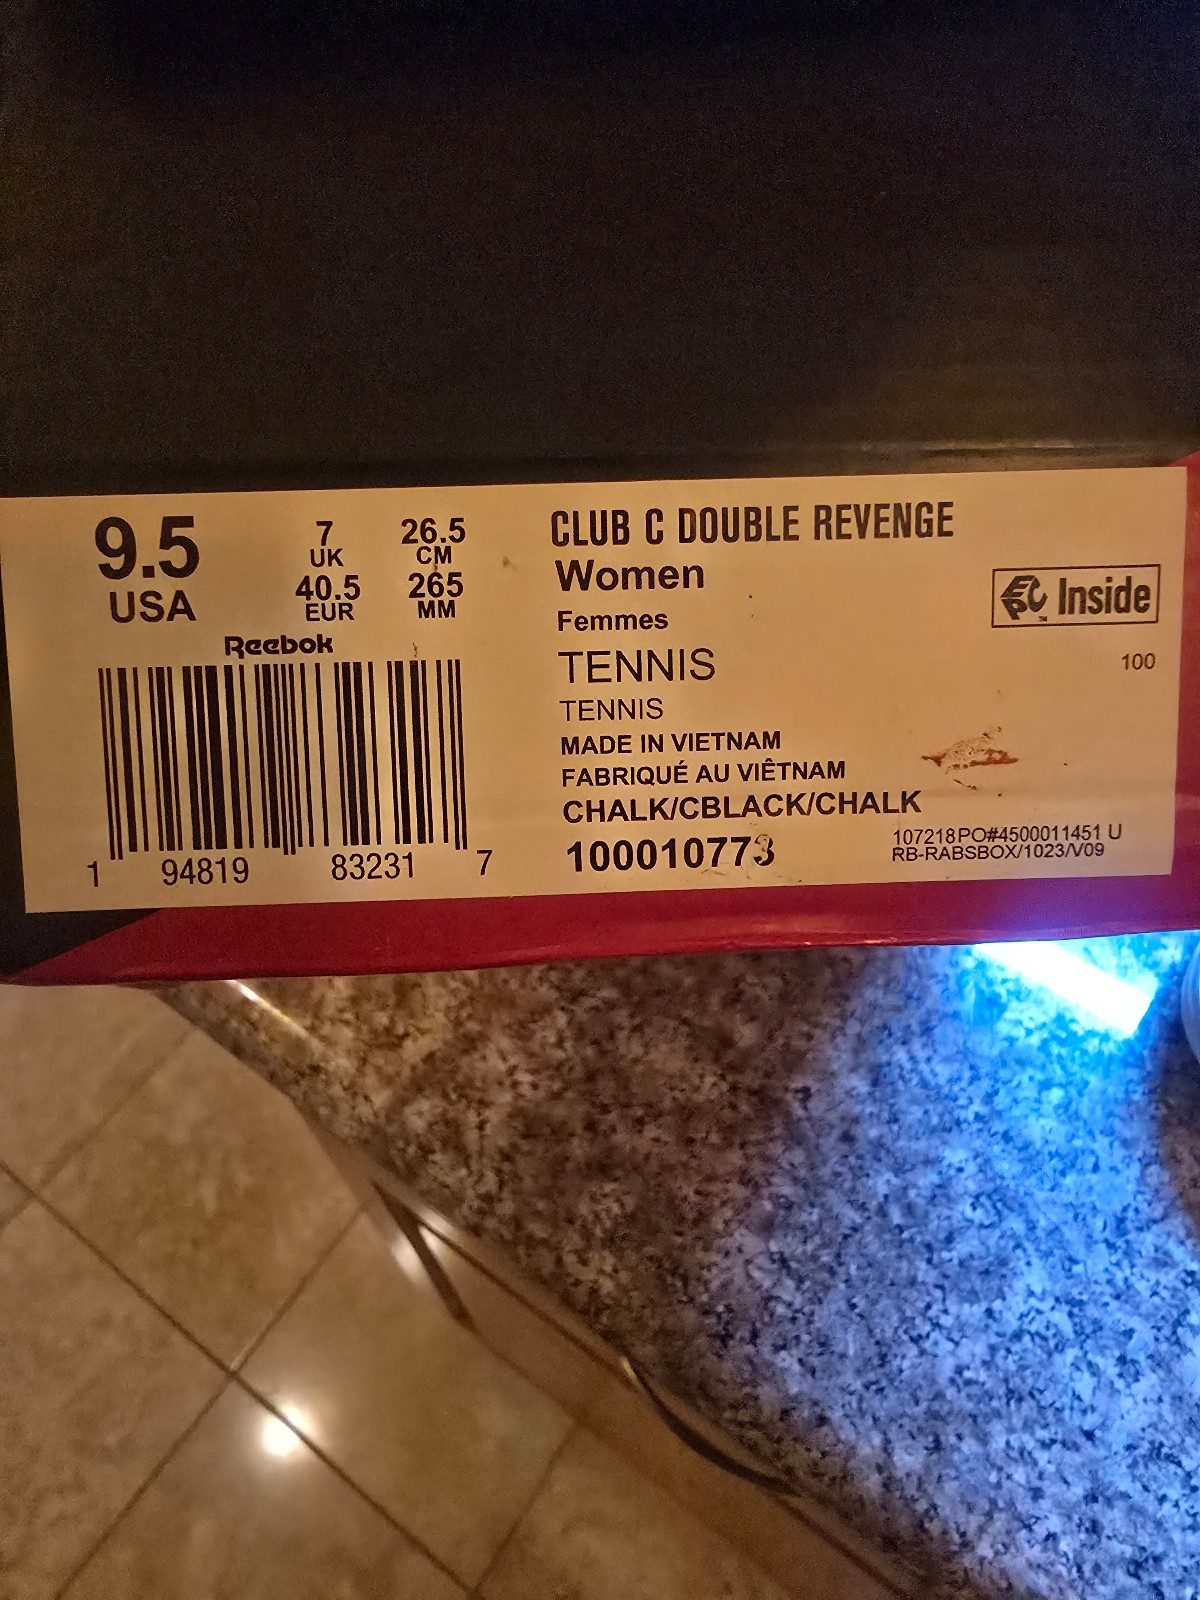 9.5
USA
7
UK
40.5
EUR
26.5
CM
265
MM
Reebok
1 94819 83231 7
CLUB C DOUBLE REVENGE
Women
Femmes
TENNIS
TENNIS
MADE IN VIETNAM
FABRIQUÉ AU VIÊTNAM
CHALK/CBLACK/CHALK
100010773
EPC Inside
100
107218PO#4500011451 U
RB-RABSBOX/1023/V09